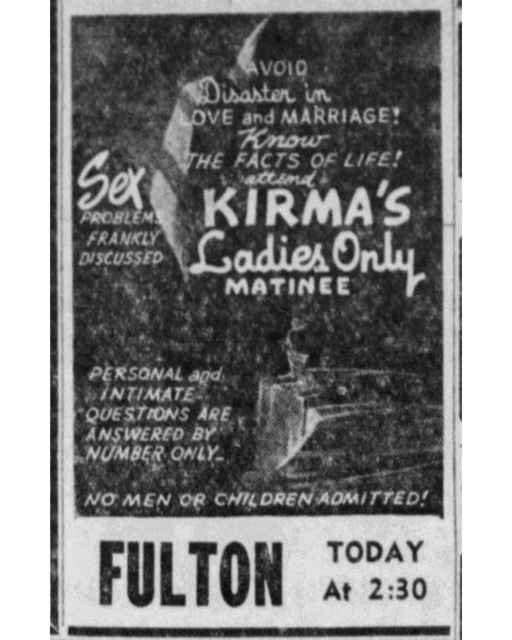 AVOID
Disaster in
LOVE and MARRIAGE!
Know
THE FACTS OF LIFE!
attend
KIRMA'S
Ladies Only
MATINEE
Sex
PROBLEMS
FRANKLY
DISCUSSED
PERSONAL and
INTIMATE
QUESTIONS ARE
ANSWERED BY
NUMBER ONLY
NO MEN OR CHILDREN ADMITTED!
FULTON
TODAY
At 2:30